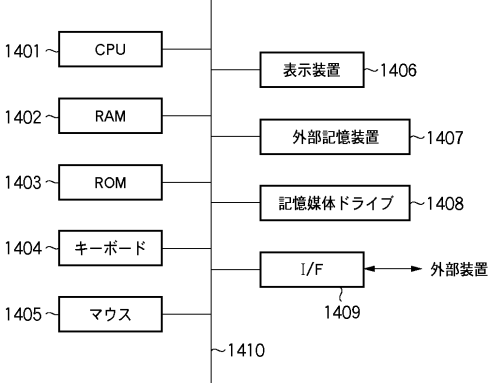 1401 CPU
1402 RAM
1403 ROM
1404 キーボード
1405 マウス
表示装置 1406
外部記憶装置 1407
記憶媒体ドライブ 1408
I/F 外部装置
1409
1410